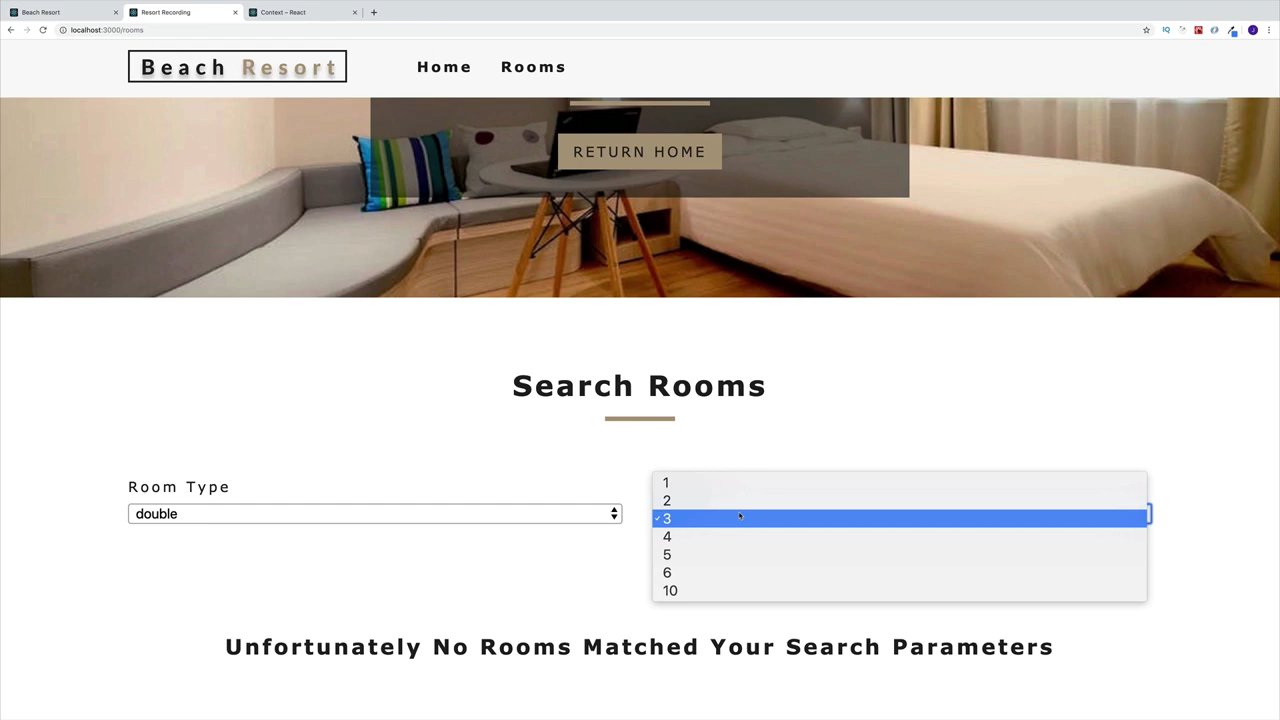 Beach Resort
Resort Recording
Context – React
localhost:3000/rooms
Beach Resort
Home
Rooms
RETURN HOME
Search Rooms
Room Type
double
1
2
3
4
5
6
10
Unfortunately No Rooms Matched Your Search Parameters